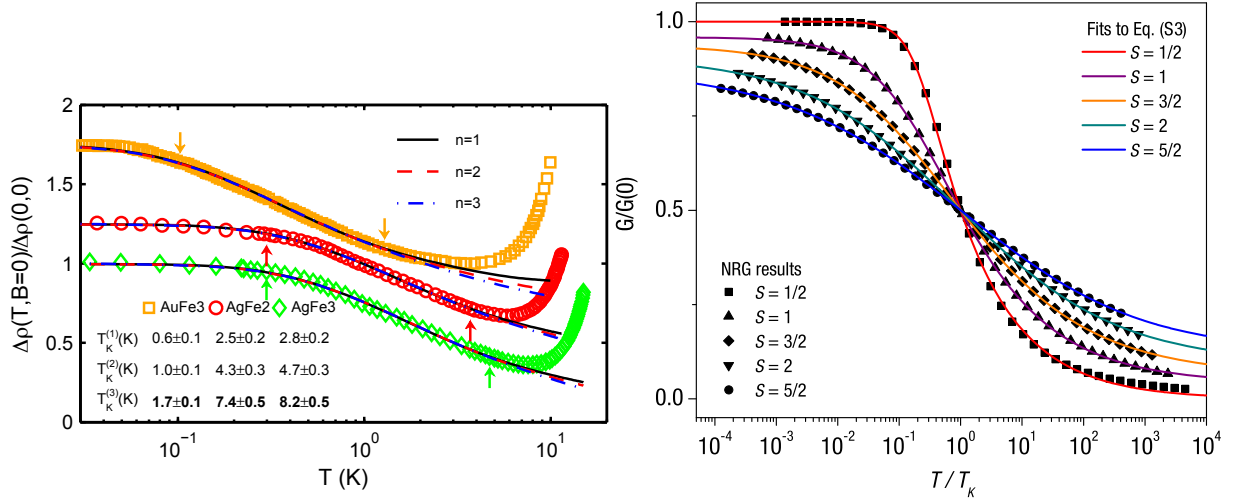 2
1.5
1
0.5
0
Δρ(T,B=0)/Δρ(0,0)
n=1
n=2
n=3
AuFe3 AgFe2 AgFe3
T_K^(1)(K) 0.6±0.1 2.5±0.2 2.8±0.2
T_K^(2)(K) 1.0±0.1 4.3±0.3 4.7±0.3
T_K^(3)(K) 1.7±0.1 7.4±0.5 8.2±0.5
10^−1 10^0 10^1
T (K)
1.0
0.5
0.0
G/G(0)
Fits to Eq. (S3)
S = 1/2
S = 1
S = 3/2
S = 2
S = 5/2
NRG results
S = 1/2
S = 1
S = 3/2
S = 2
S = 5/2
10^-4 10^-3 10^-2 10^-1 10^0 10^1 10^2 10^3 10^4
T / T_K